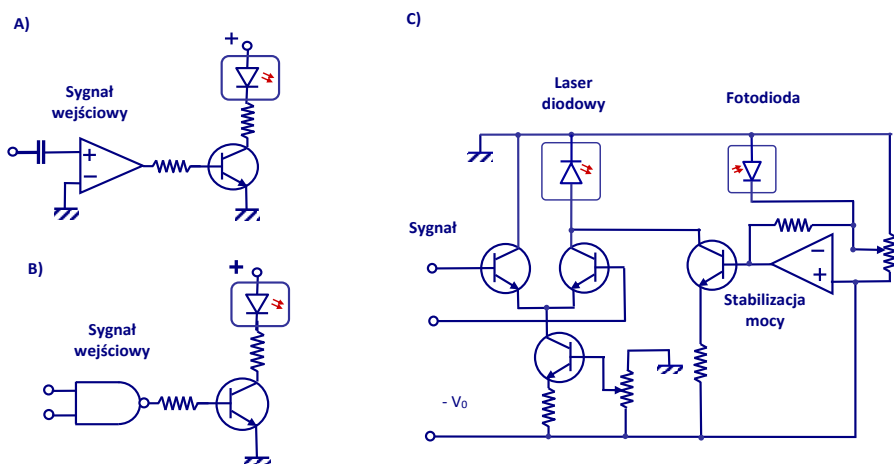 A)
+
Sygnał
wejściowy
+
−
B)
+
Sygnał
wejściowy
C)
Laser
diodowy
Fotodioda
Sygnał
−
+
Stabilizacja
mocy
- V₀